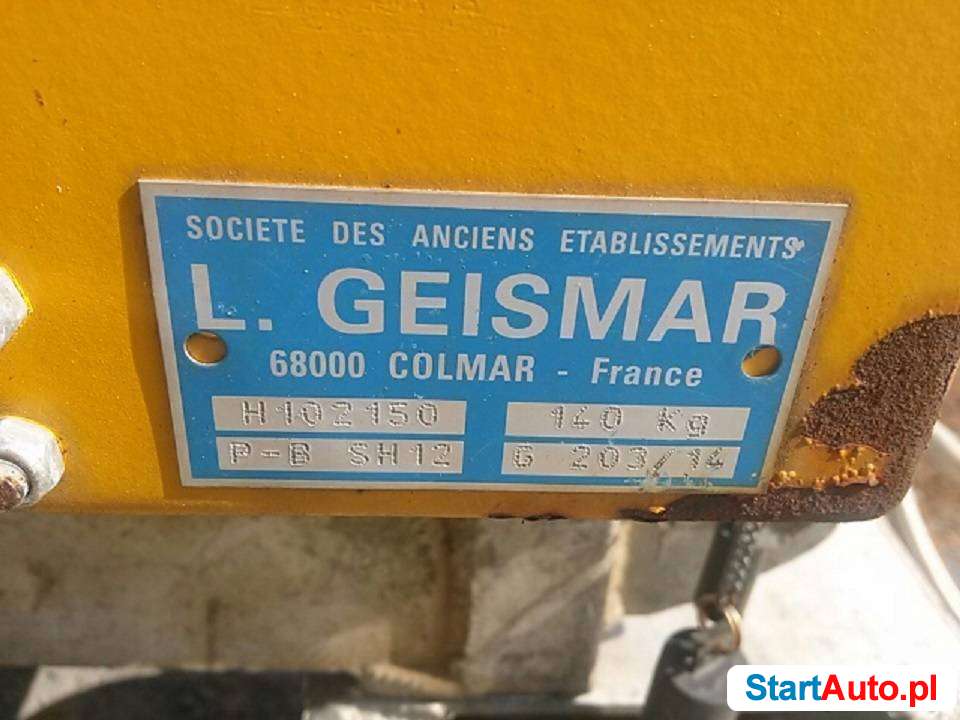 SOCIETE DES ANCIENS ETABLISSEMENTS
L. GEISMAR
68000 COLMAR - France
H102150 140 Kg
P-B SH12 G 203/14
StartAuto.pl